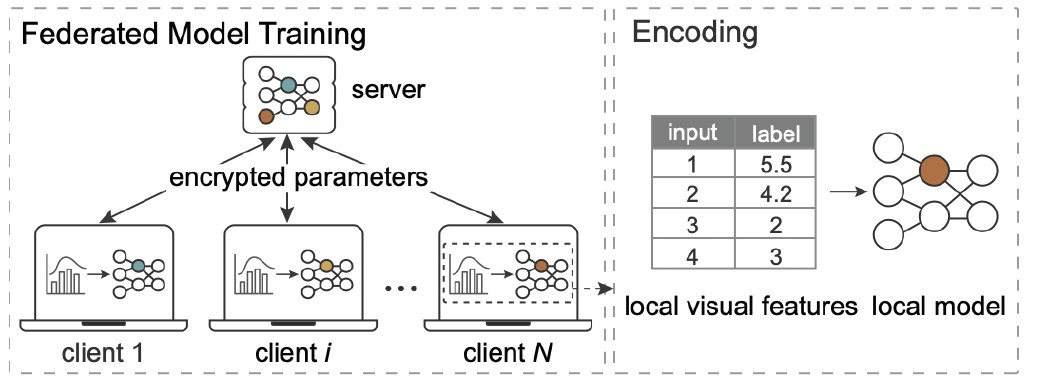 Federated Model Training
server
encrypted parameters
...
client 1
client i
client N
Encoding
input label
1 5.5
2 4.2
3 2
4 3
local visual features
local model